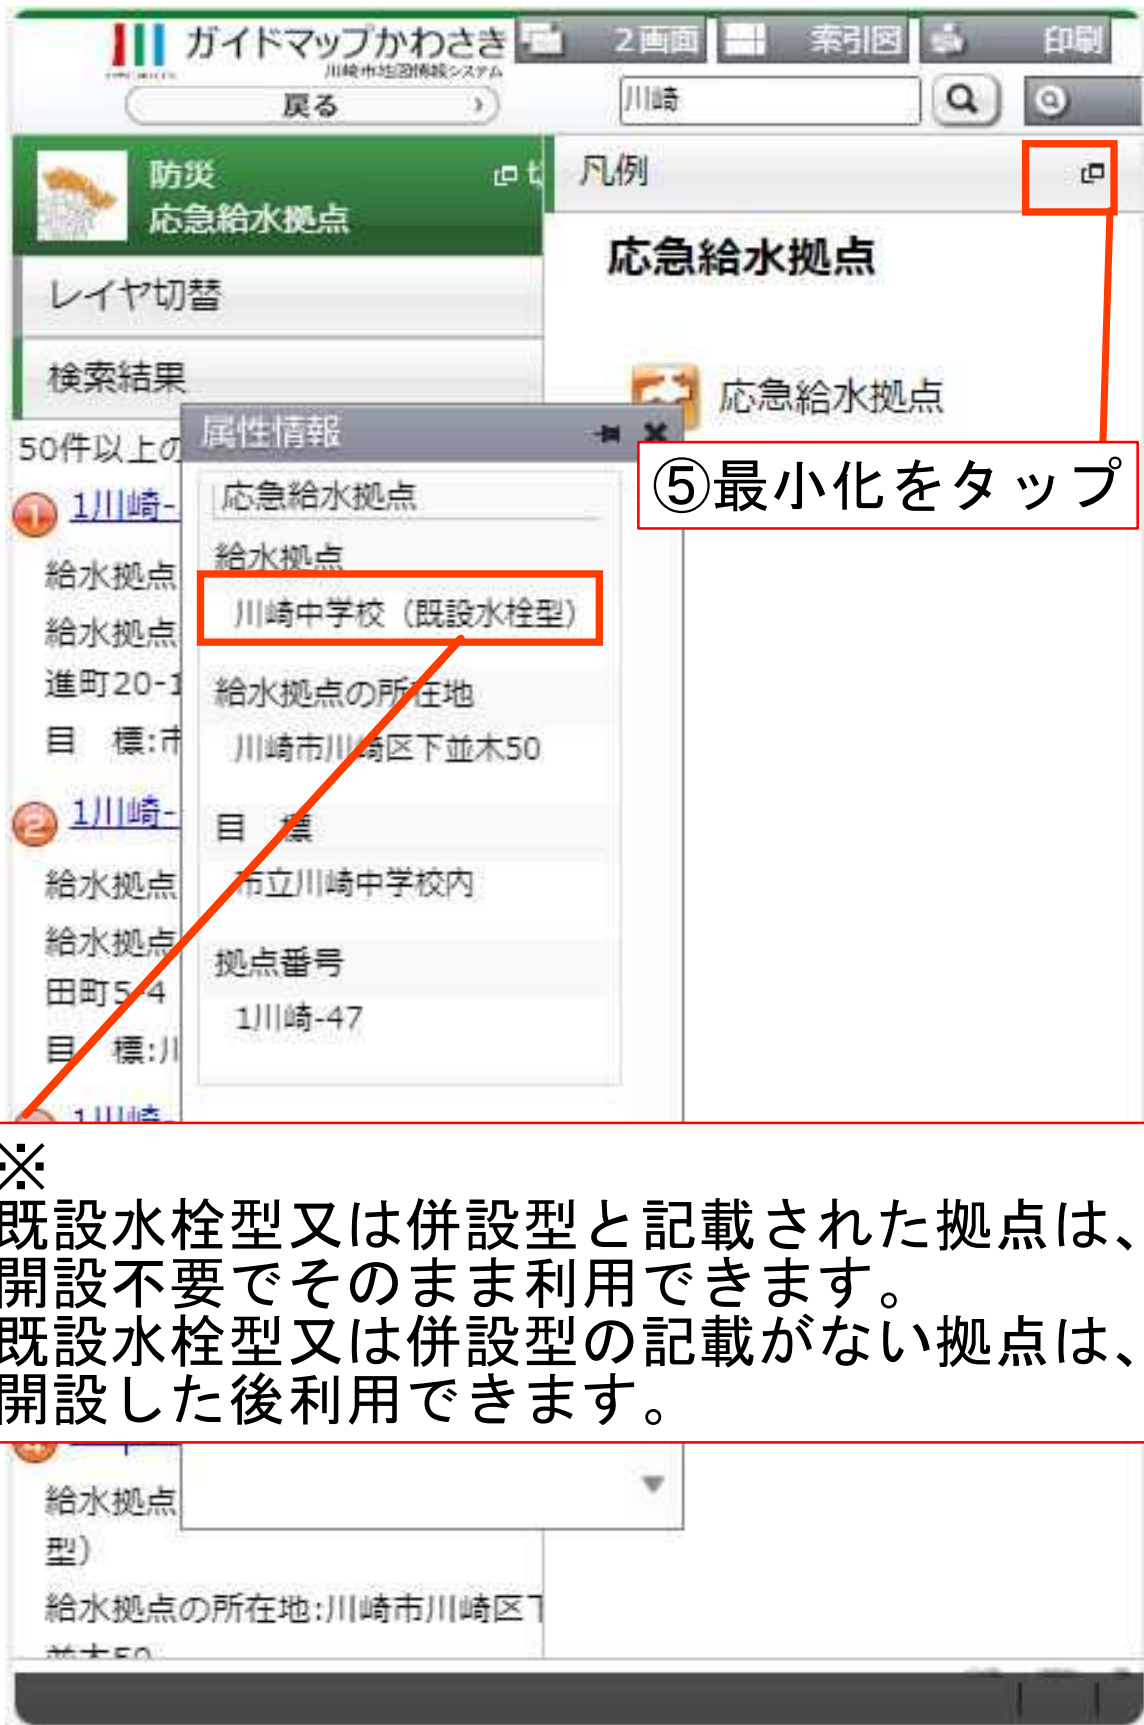 ガイドマップかわさき
川崎市地図情報システム
2画面
索引図
印刷
戻る
川崎
防災
応急給水拠点
凡例
応急給水拠点
レイヤ切替
検索結果
応急給水拠点
50件以上の
属性情報
⑤最小化をタップ
1 1川崎-
応急給水拠点
給水拠点
給水拠点
川崎中学校（既設水栓型）
給水拠点
進町20-1
給水拠点の所在地
目 標:市
川崎市川崎区下並木50
2 1川崎-
目 標
給水拠点
市立川崎中学校内
給水拠点
拠点番号
田町5-4
1川崎-47
目 標:川
1川崎-
※
既設水栓型又は併設型と記載された拠点は、
開設不要でそのまま利用できます。
既設水栓型又は併設型の記載がない拠点は、
開設した後利用できます。
給水拠点
型）
給水拠点の所在地:川崎市川崎区下
並木50